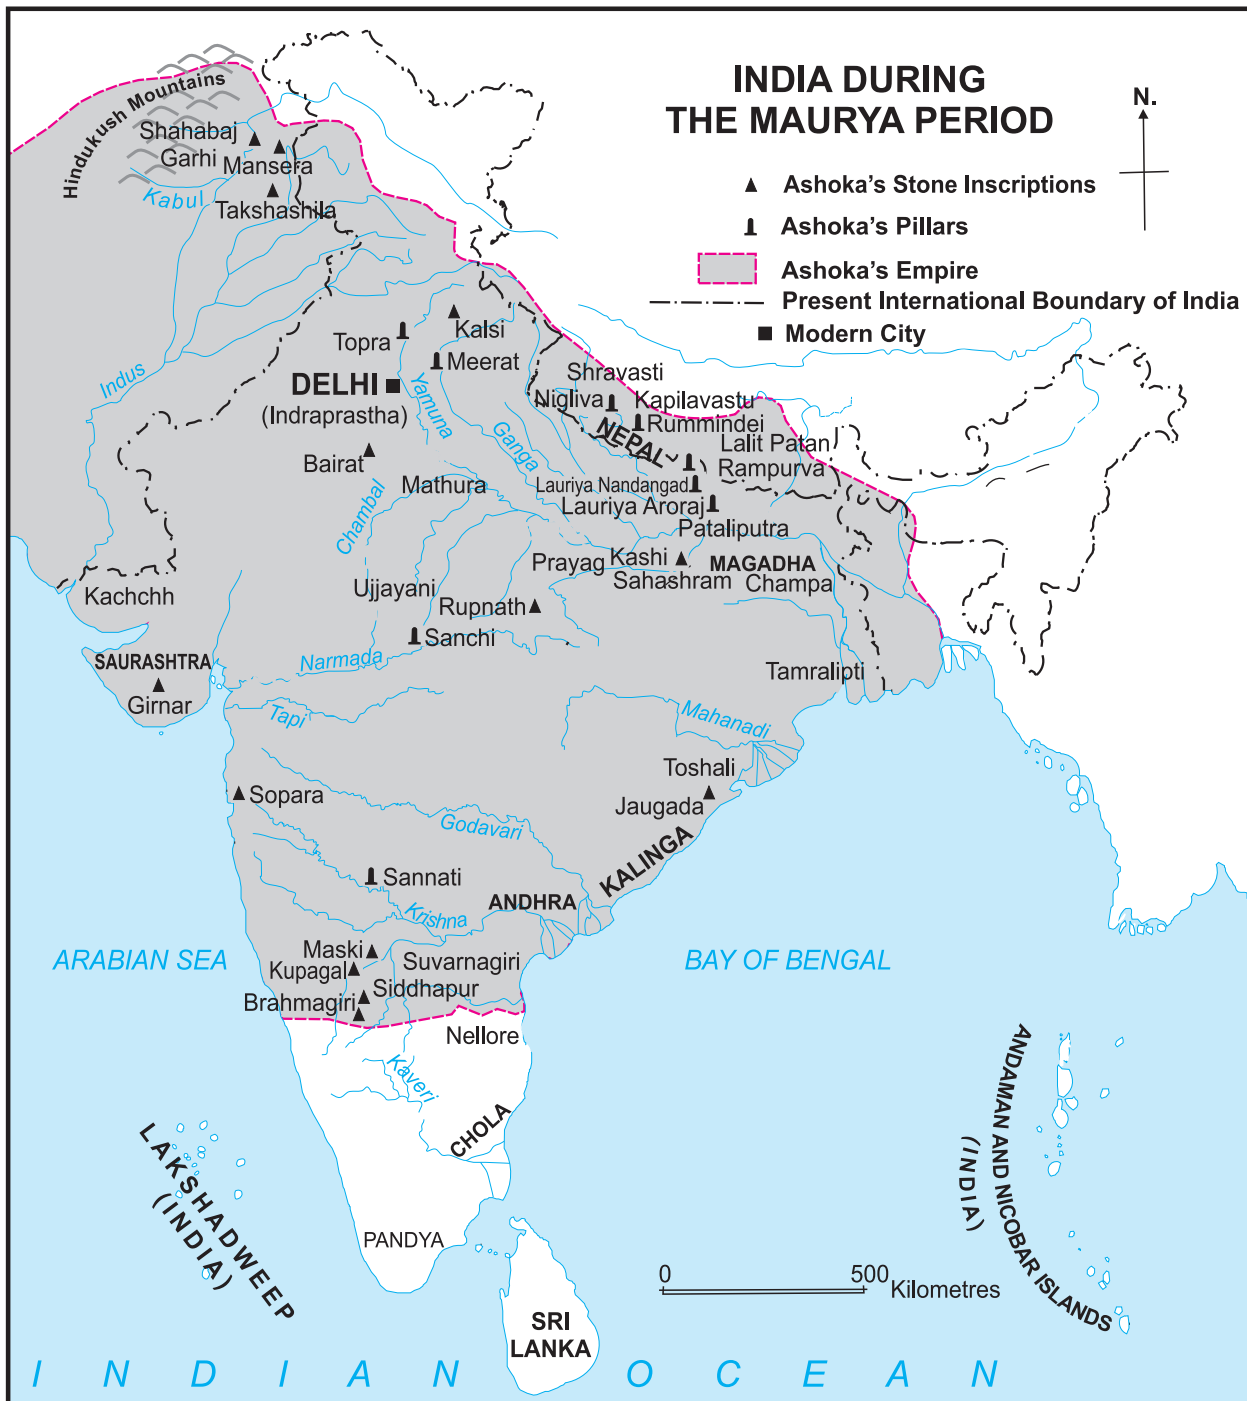 INDIA DURING
THE MAURYA PERIOD
N.
Ashoka's Stone Inscriptions
Ashoka's Pillars
Ashoka's Empire
Present International Boundary of India
Modern City
Hindukush Mountains
Shahabaj
Garhi
Mansera
Kabul
Takshashila
Indus
Topra
Kalsi
Meerat
DELHI
(Indraprastha)
Yamuna
Ganga
Shravasti
Nigliva
Kapilavastu
Rummindei
NEPAL
Lalit Patan
Rampurva
Lauriya Nandangad
Lauriya Aroraj
Pataliputra
Bairat
Mathura
Chambal
Prayag
Kashi
Sahashram
MAGADHA
Champa
Kachchh
Ujjayani
Rupnath
Sanchi
SAURASHTRA
Girnar
Narmada
Tapi
Tamralipti
Mahanadi
Toshali
Jaugada
Sopara
Godavari
KALINGA
Sannati
ANDHRA
Krishna
ARABIAN SEA
BAY OF BENGAL
Maski
Kupagal
Suvarnagiri
Siddhapur
Brahmagiri
Nellore
Kaveri
CHOLA
PANDYA
LAKSHADWEEP
(INDIA)
ANDAMAN AND NICOBAR ISLANDS
(INDIA)
0 500 Kilometres
SRI
LANKA
INDIAN OCEAN